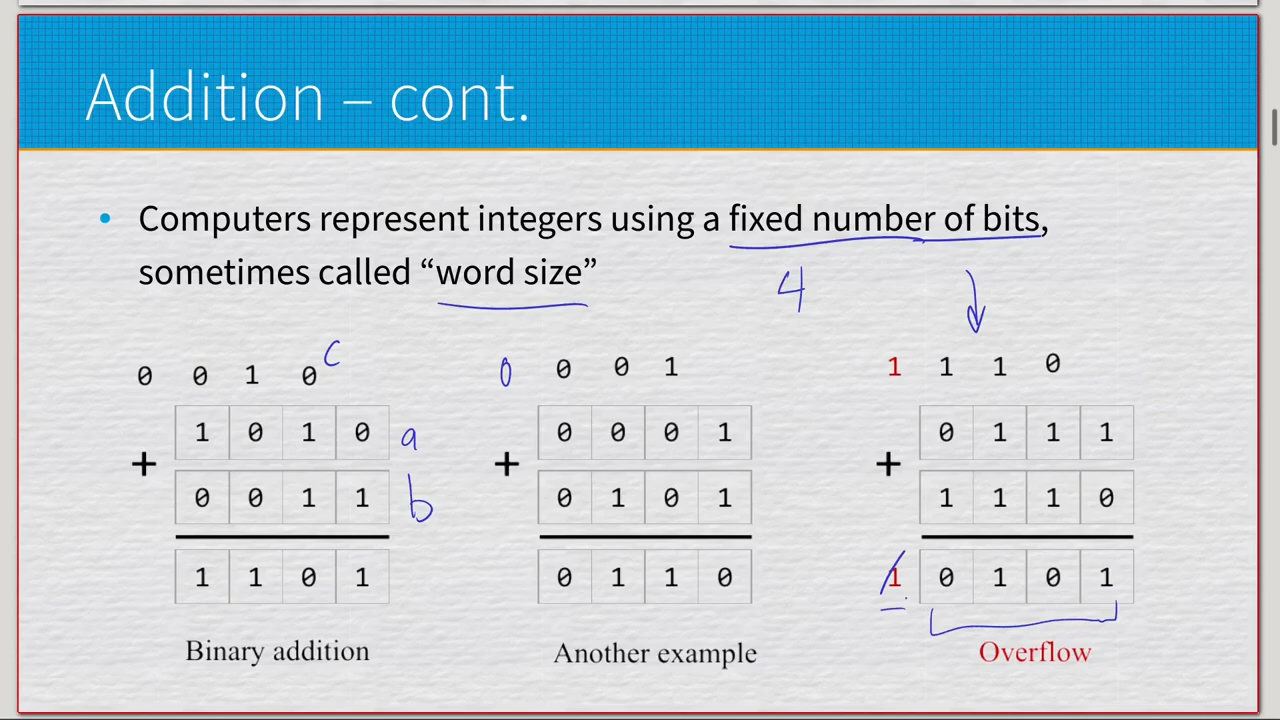 Addition – cont.
• Computers represent integers using a fixed number of bits,
sometimes called “word size”
4
0 0 1 0 c
1 0 1 0 a
+
0 0 1 1 b
1 1 0 1
Binary addition
0 0 0 1
0 0 0 1
+
0 1 0 1
0 1 1 0
Another example
1 1 1 0
0 1 1 1
+
1 1 1 0
1 0 1 0 1
Overflow